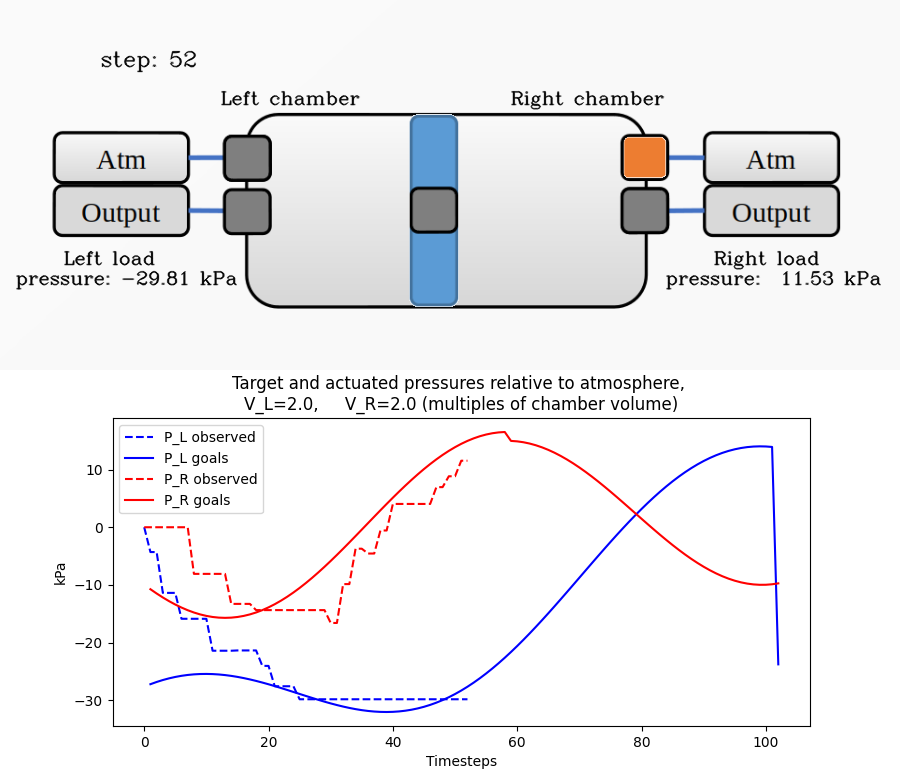 step: 52
Left chamber
Right chamber
Atm
Atm
Output
Output
Left load
pressure: -29.81 kPa
Right load
pressure: 11.53 kPa
Target and actuated pressures relative to atmosphere,
V_L=2.0, V_R=2.0 (multiples of chamber volume)
P_L observed
P_L goals
P_R observed
P_R goals
10
0
−10
−20
−30
kPa
0 20 40 60 80 100
Timesteps